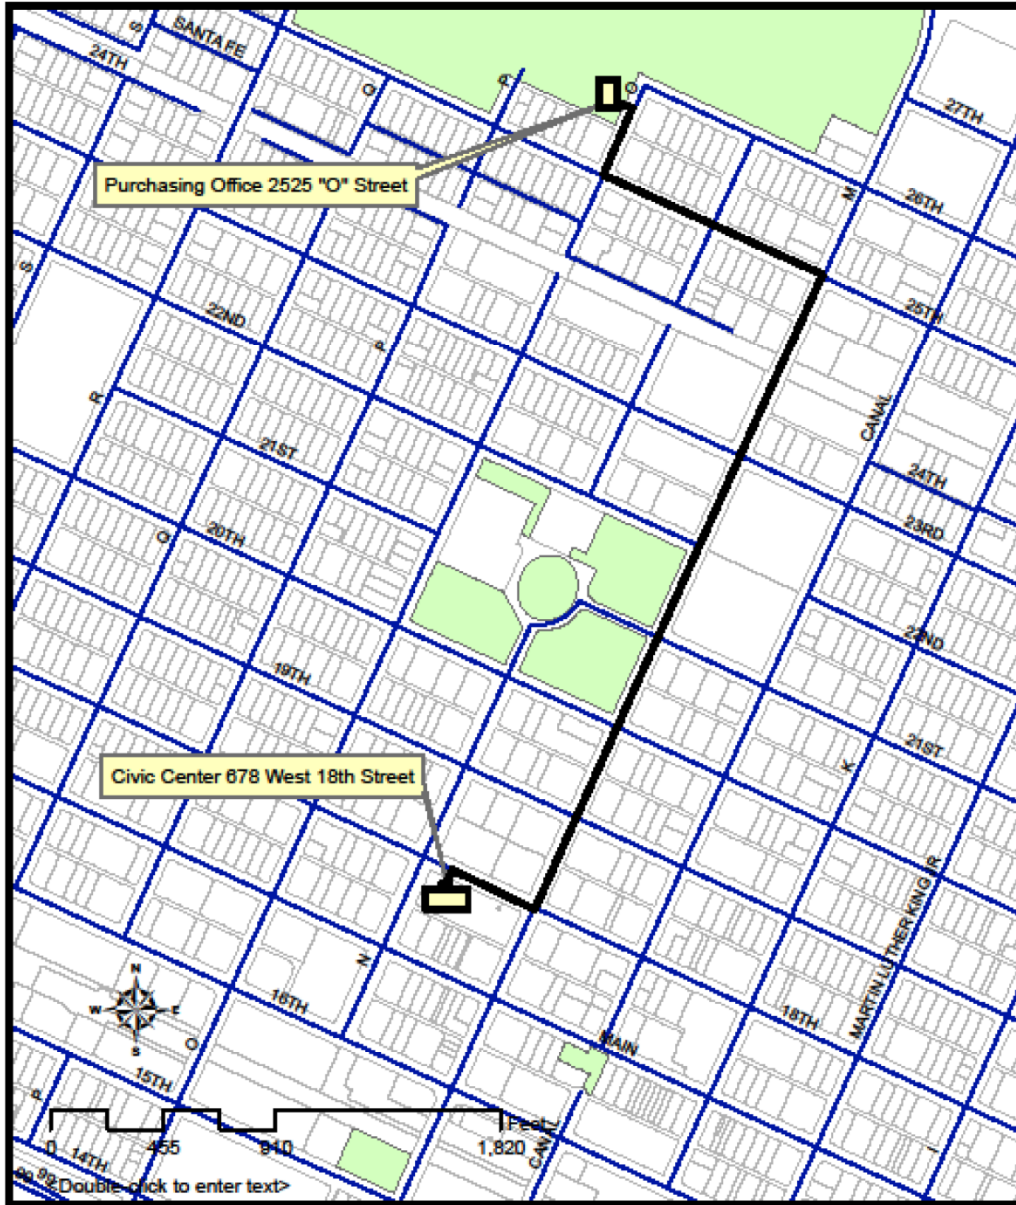 S
SANTA FE
24TH
Q
P
O
27TH
Purchasing Office 2525 "O" Street
M
26TH
S
22ND
P
25TH
R
CANAL
21ST
24TH
20TH
Q
23RD
22ND
19TH
21ST
Civic Center 678 West 18th Street
K
MARTIN LUTHER KING JR
N
N
W E
S
16TH
18TH
MAIN
O
15TH
P
Feet
0 455 910 1,820
CANAL
14TH
I
<Double-click to enter text>